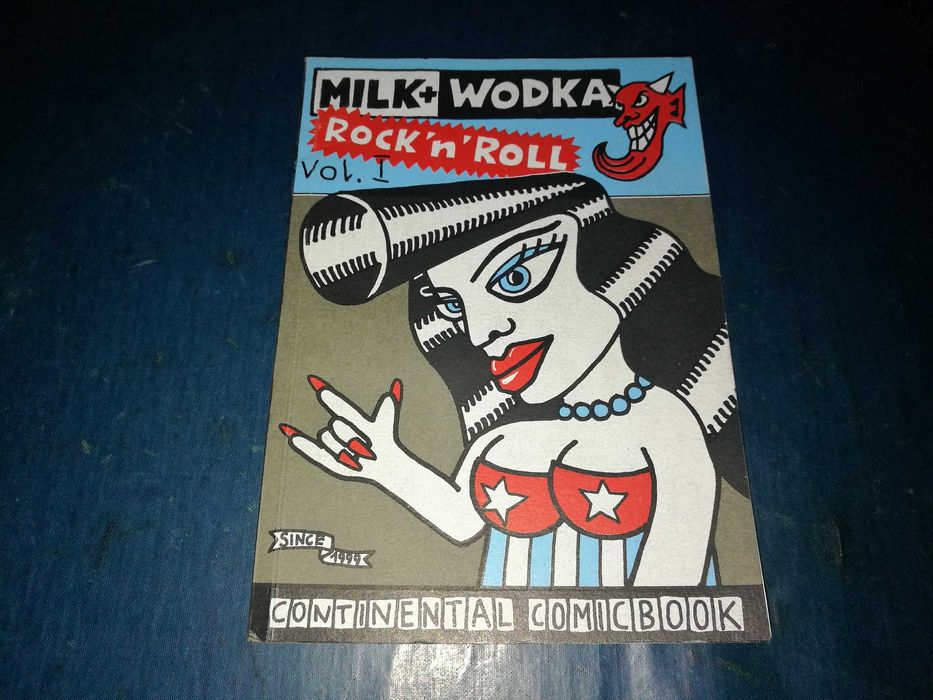 MILK+ WODKA
ROCK'n'ROLL
Vol. I
SINCE
1999
CONTINENTAL COMICBOOK